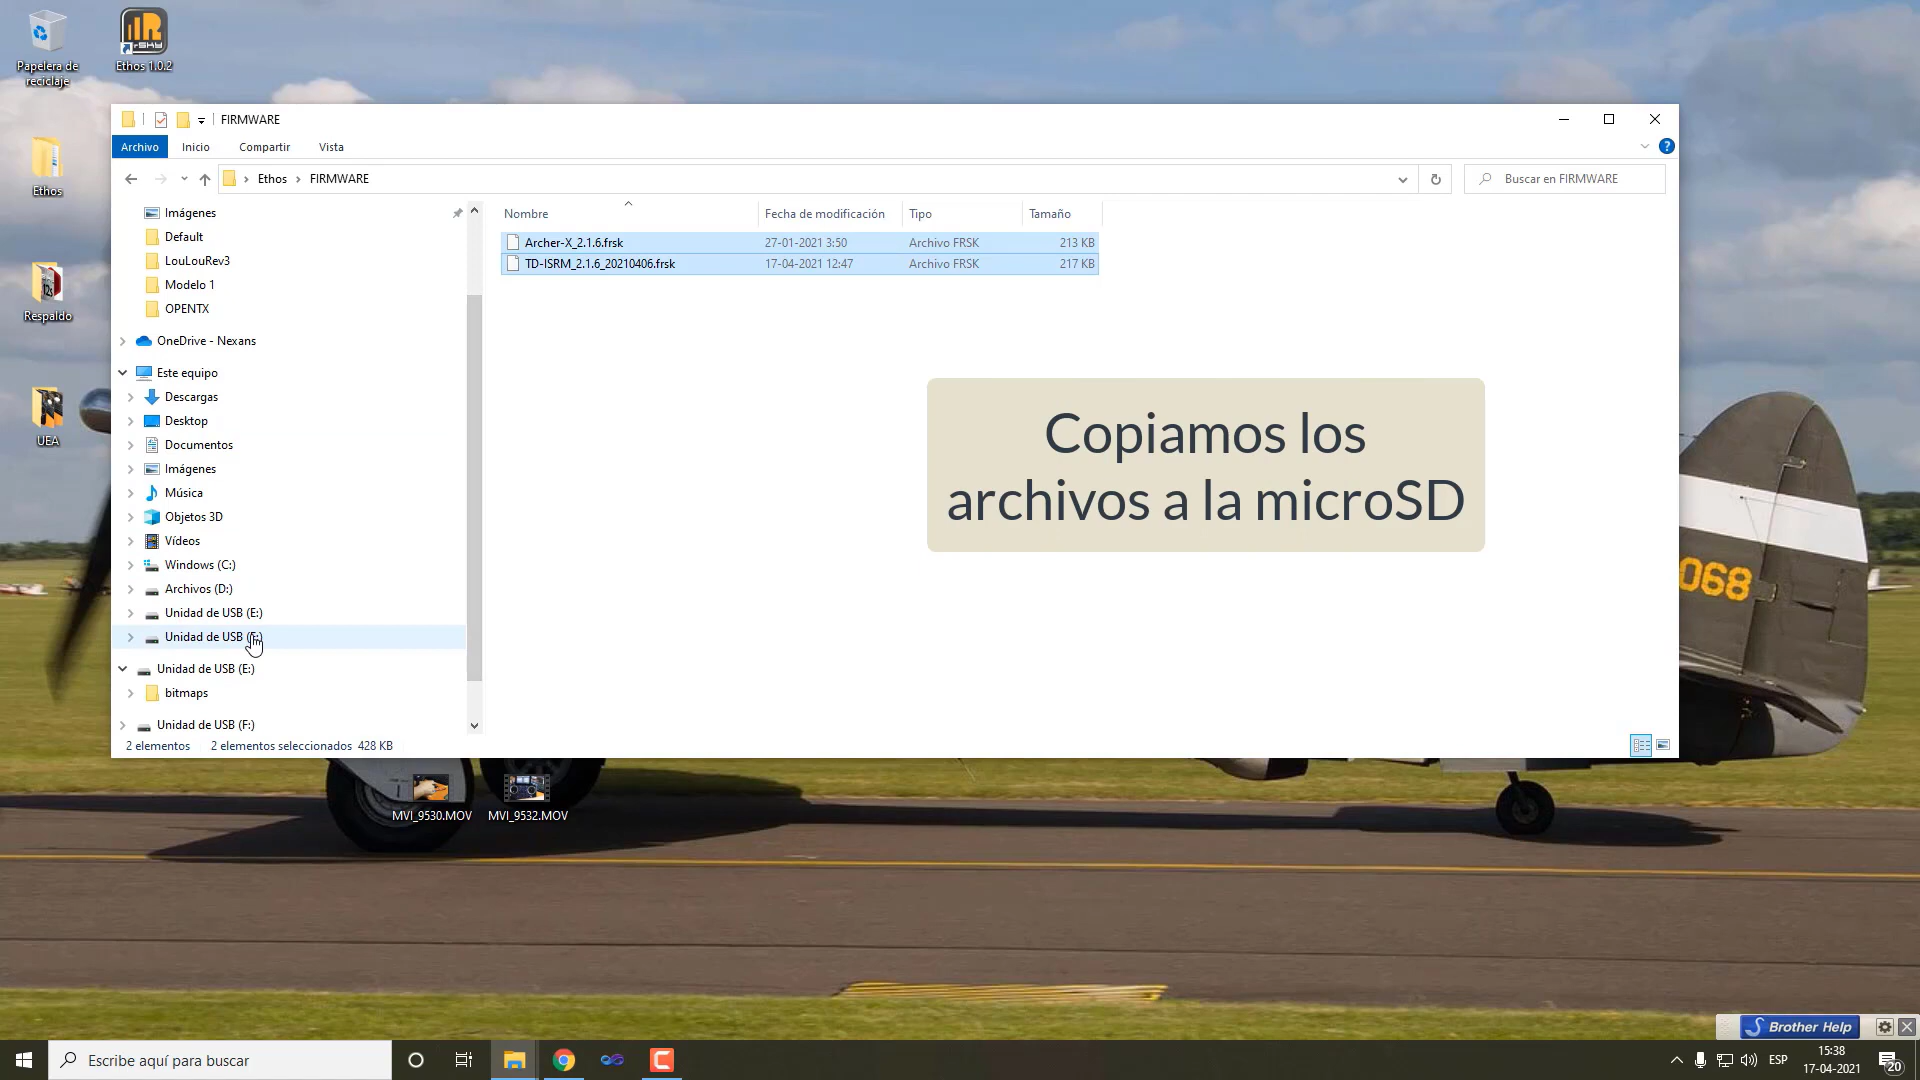 Papelera de
reciclaje
Ethos 1.0.2
Ethos
Respaldo
UEA
FIRMWARE
Archivo
Inicio
Compartir
Vista
Ethos
FIRMWARE
Buscar en FIRMWARE
Imágenes
Default
LouLouRev3
Modelo 1
OPENTX
OneDrive - Nexans
Este equipo
Descargas
Desktop
Documentos
Imágenes
Música
Objetos 3D
Vídeos
Windows (C:)
Archivos (D:)
Unidad de USB (E:)
Unidad de USB
Unidad de USB (E:)
bitmaps
Unidad de USB (F:)
Nombre
Fecha de modificación
Tipo
Tamaño
Archer-X_2.1.6.frsk
27-01-2021 3:50
Archivo FRSK
213 KB
TD-ISRM_2.1.6_20210406.frsk
17-04-2021 12:47
Archivo FRSK
217 KB
Copiamos los
archivos a la microSD
2 elementos
2 elementos seleccionados 428 KB
068
MVI_9530.MOV
MVI_9532.MOV
Brother Help
Escribe aquí para buscar
ESP
15:38
17-04-2021
20